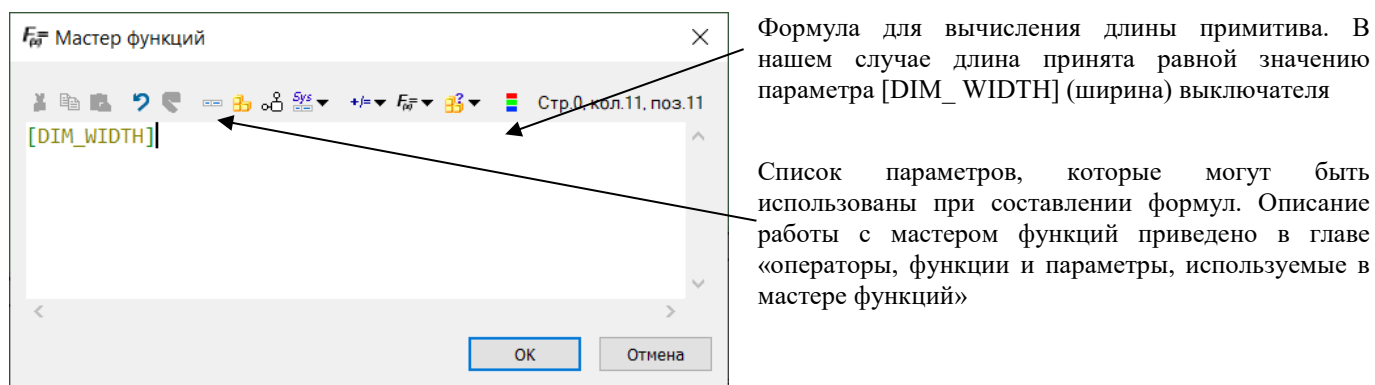 F(x)= Мастер функций
Sys +/= F(x)= Стр.0, кол.11, поз.11
[DIM_WIDTH]
ОК Отмена
Формула для вычисления длины примитива. В
нашем случае длина принята равной значению
параметра [DIM_ WIDTH] (ширина) выключателя
Список параметров, которые могут быть
использованы при составлении формул. Описание
работы с мастером функций приведено в главе
«операторы, функции и параметры, используемые в
мастере функций»